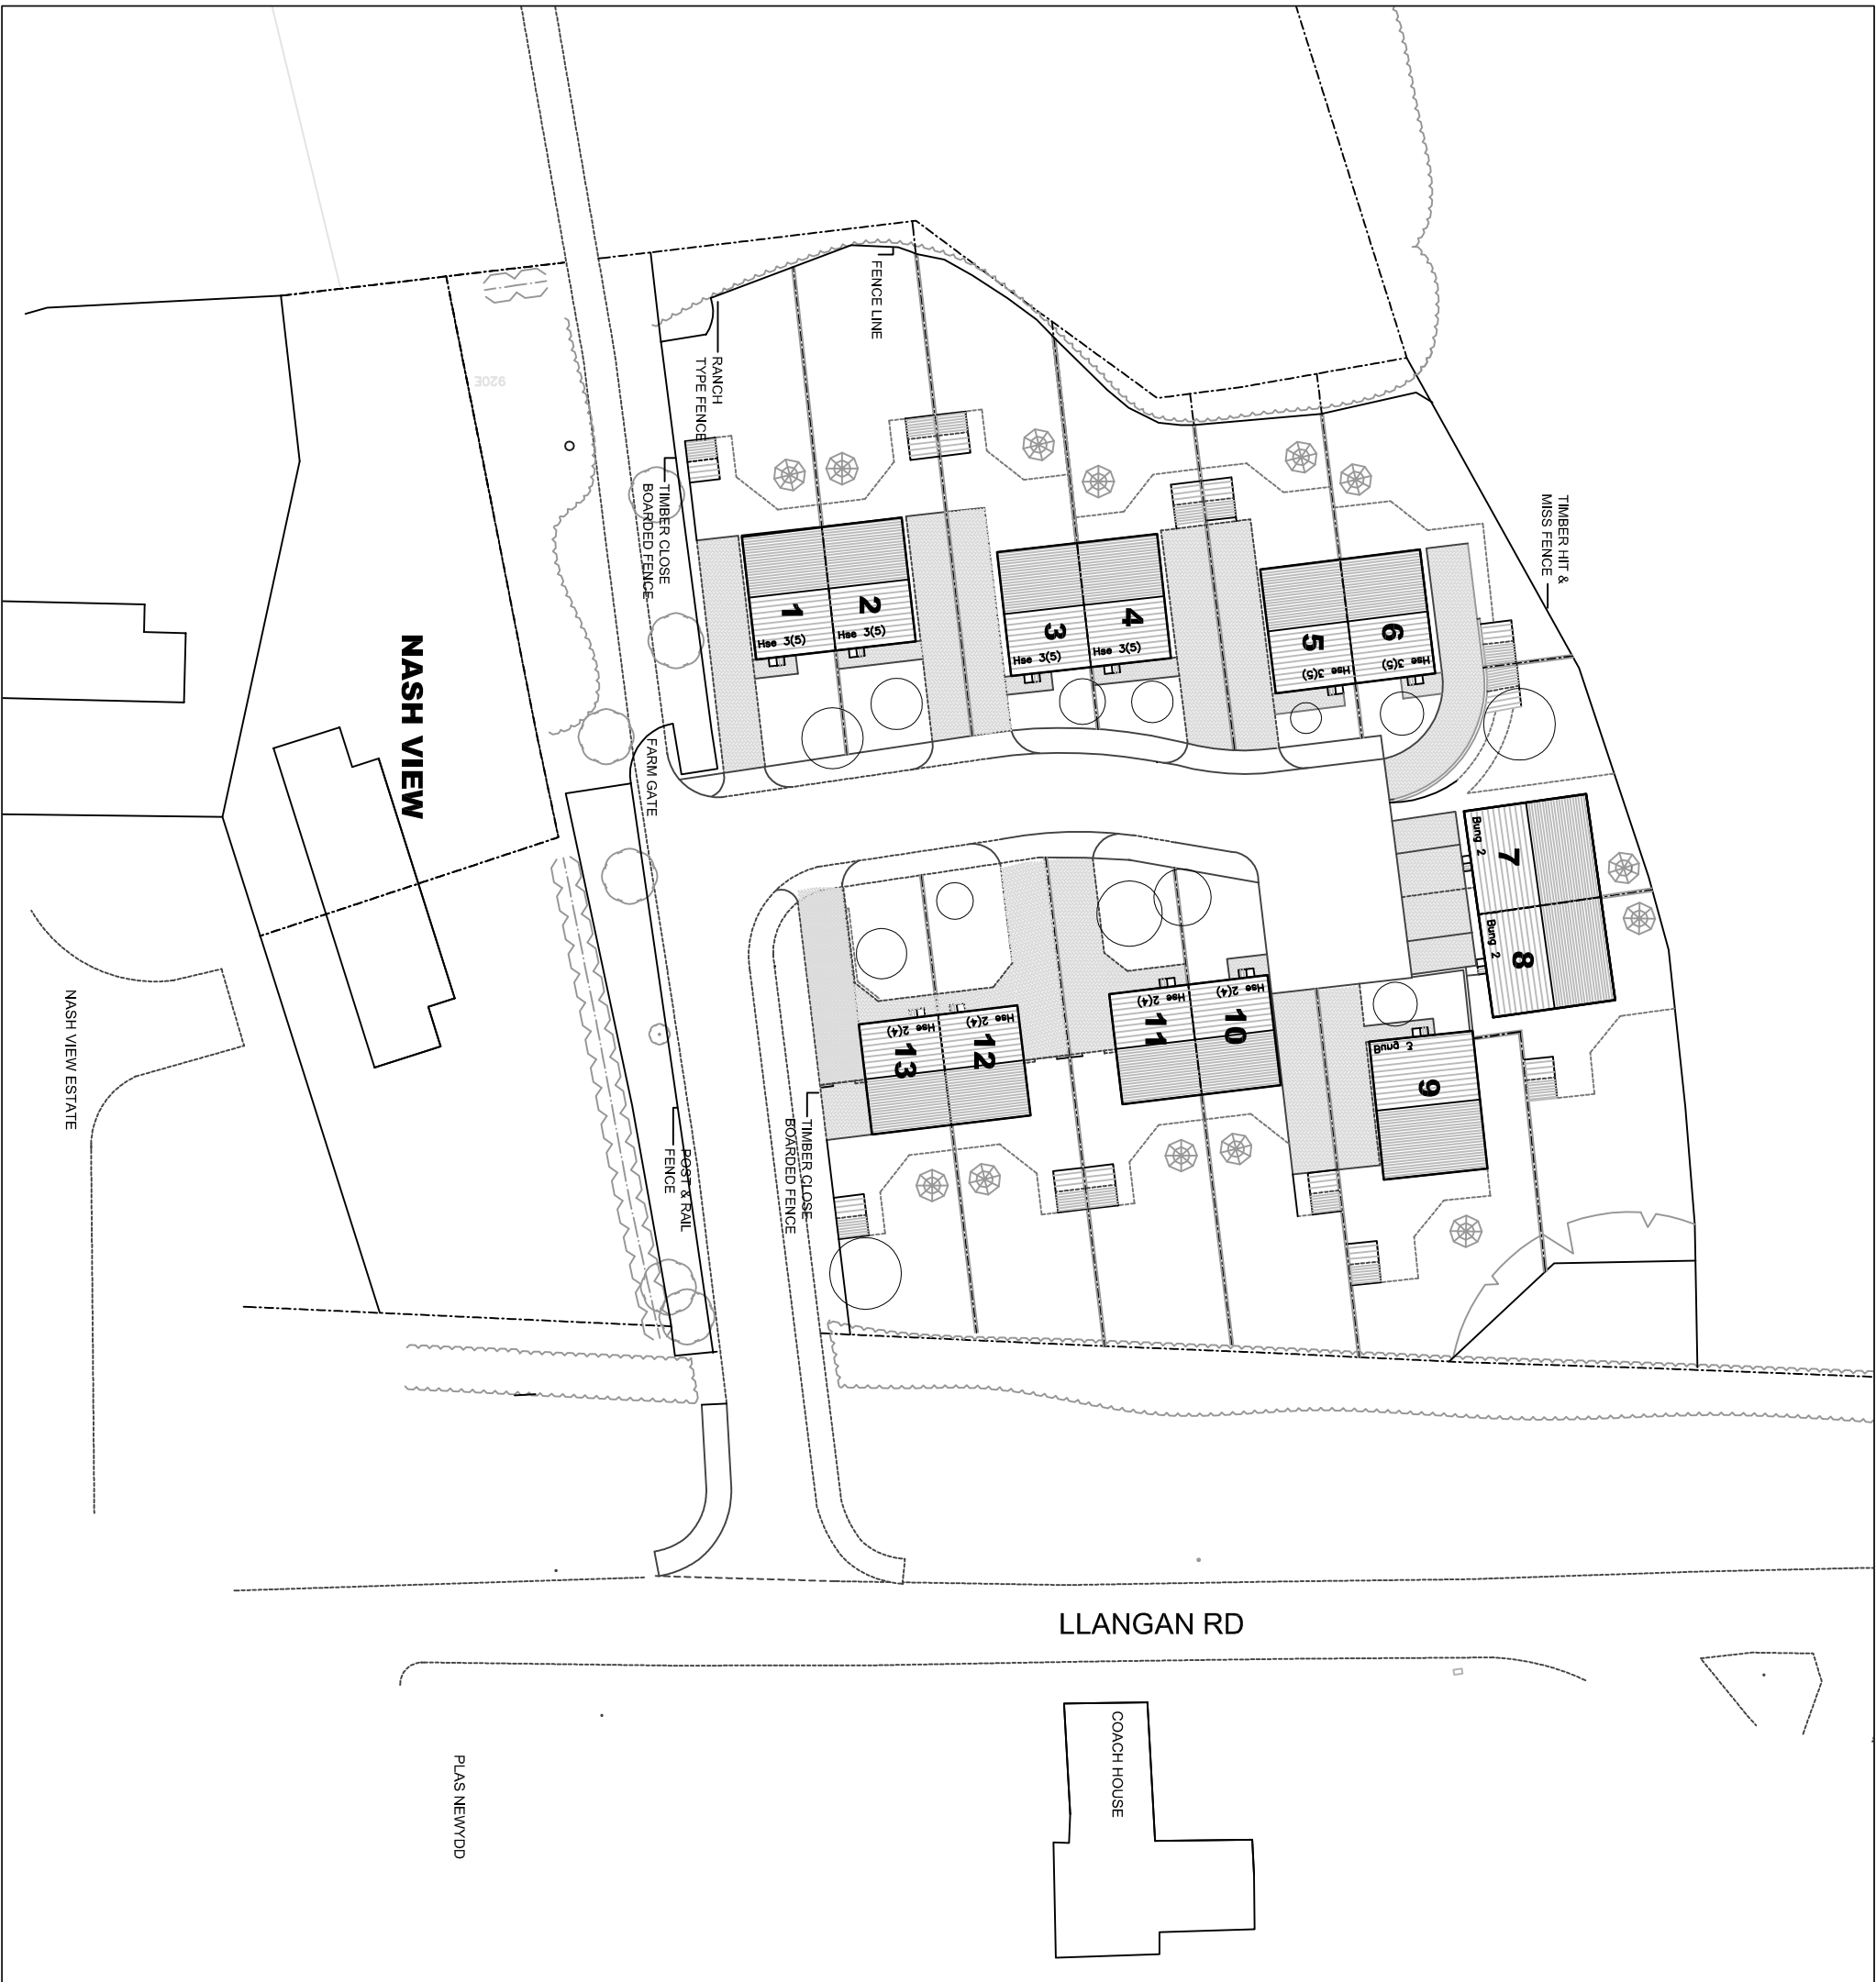 FENCE LINE
RANCH
TYPE FENCE
TIMBER CLOSE
BOARDED FENCE
TIMBER HIT &
MISS FENCE
920E
NASH VIEW
1
Hse 3(5)
2
Hse 3(5)
3
Hse 3(5)
4
Hse 3(5)
5
Hse 3(5)
6
Hse 3(5)
7
Bung 2
8
Bung 2
9
Bung 3
10
Hse 2(4)
11
Hse 2(4)
12
Hse 2(4)
13
Hse 2(4)
FARM GATE
POST & RAIL
FENCE
TIMBER CLOSE
BOARDED FENCE
NASH VIEW ESTATE
LLANGAN RD
COACH HOUSE
PLAS NEWYDD